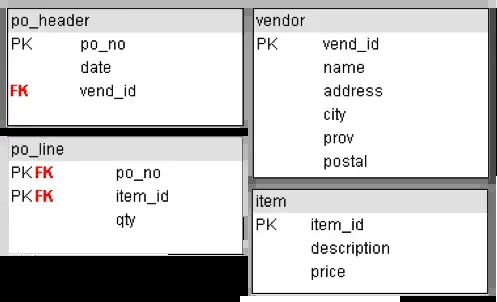 po_header
PK po_no
date
FK vend_id
vendor
PK vend_id
name
address
city
prov
postal
po_line
PK FK po_no
PK FK item_id
qty
item
PK item_id
description
price